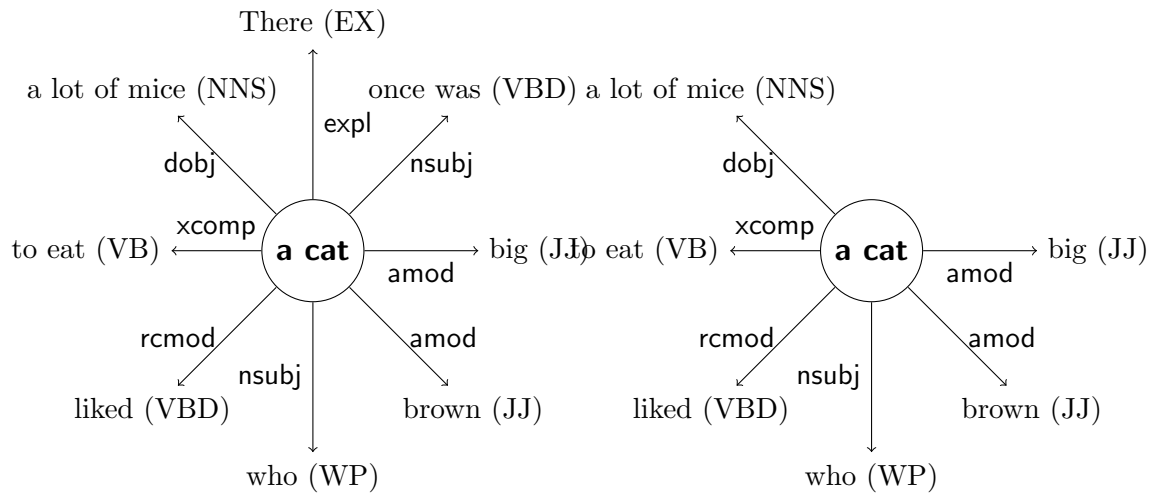 There (EX)
a lot of mice (NNS)
once was (VBD)
expl
dobj
nsubj
xcomp
to eat (VB)
a cat
big (JJ)
amod
rcmod
amod
nsubj
liked (VBD)
brown (JJ)
who (WP)
a lot of mice (NNS)
dobj
xcomp
to eat (VB)
a cat
big (JJ)
amod
rcmod
amod
nsubj
liked (VBD)
brown (JJ)
who (WP)